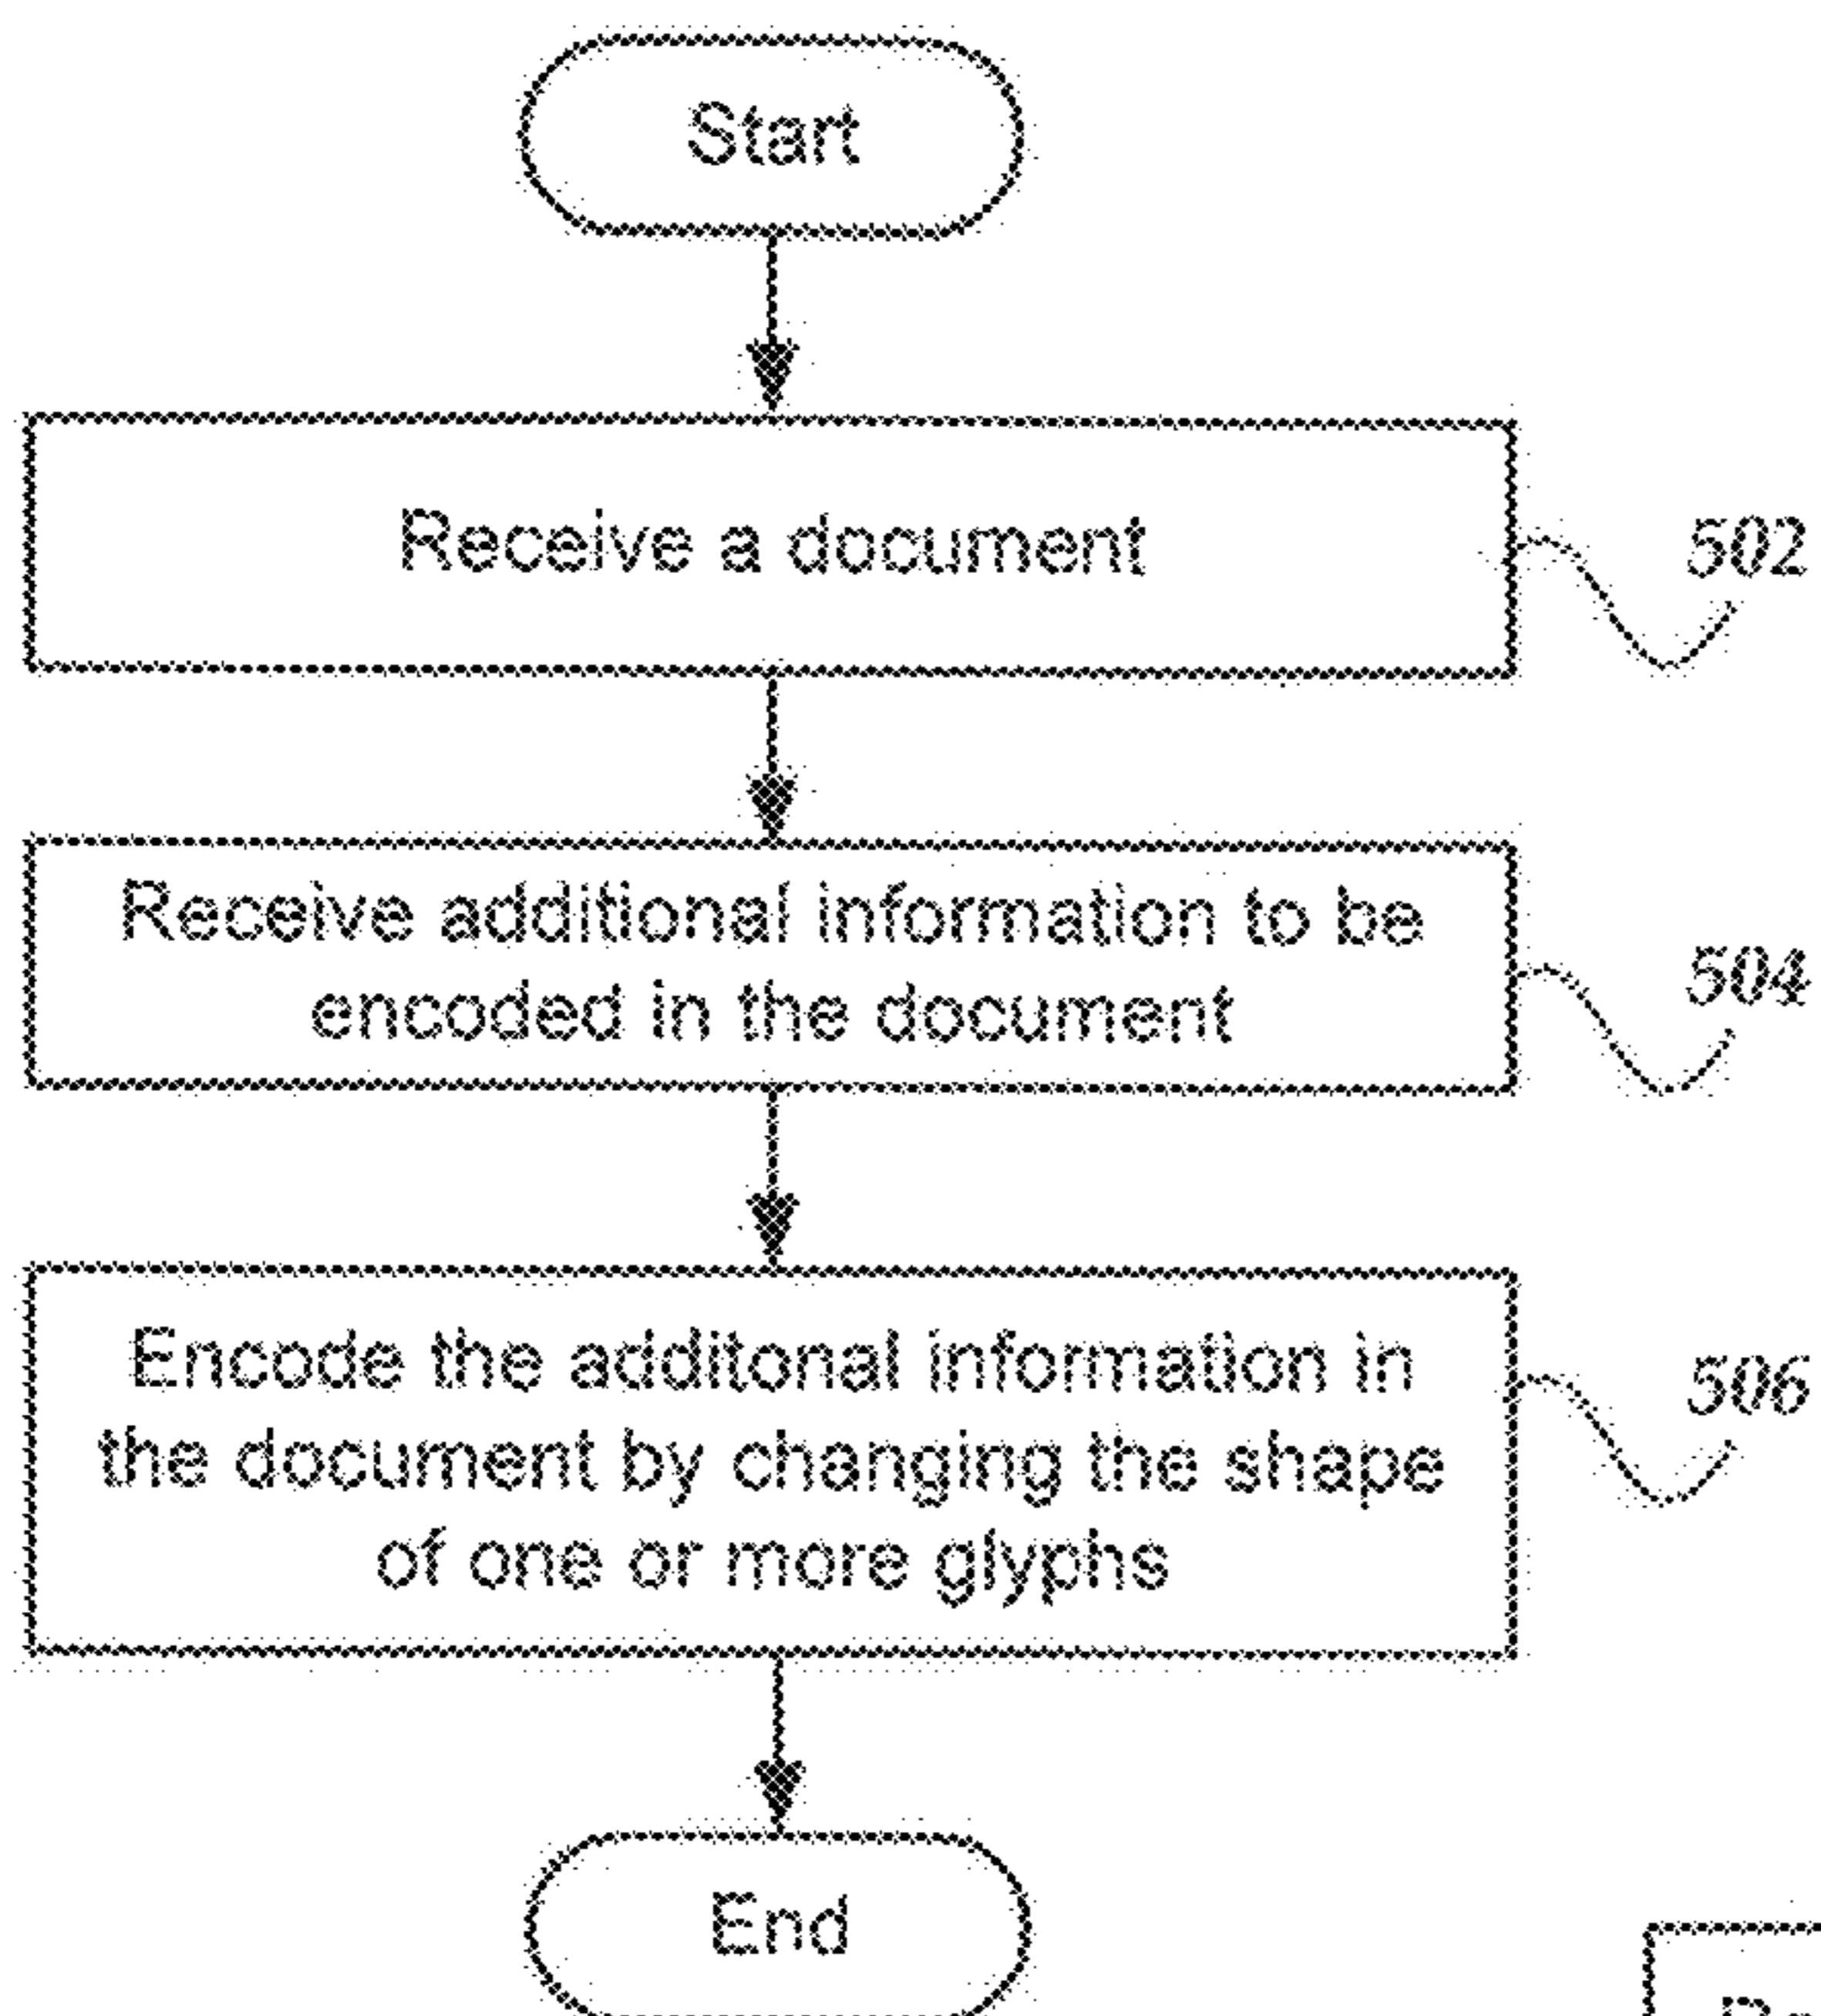 Start
Receive a document
502
Receive additional information to be
encoded in the document
504
Encode the additonal information in
the document by changing the shape
of one or more glyphs
506
End